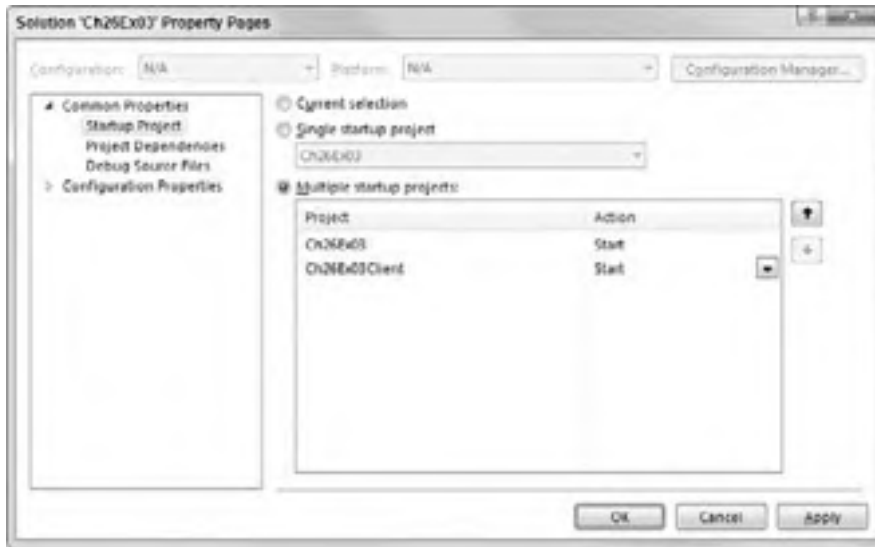 Solution 'Ch26Ex03' Property Pages
Configuration: N/A Platform: N/A Configuration Manager...
Common Properties
Startup Project
Project Dependencies
Debug Source Files
Configuration Properties
Current selection
Single startup project
Ch26Ex03
Multiple startup projects:
Project Action
Ch26Ex03 Start
Ch26Ex03Client Start
OK Cancel Apply